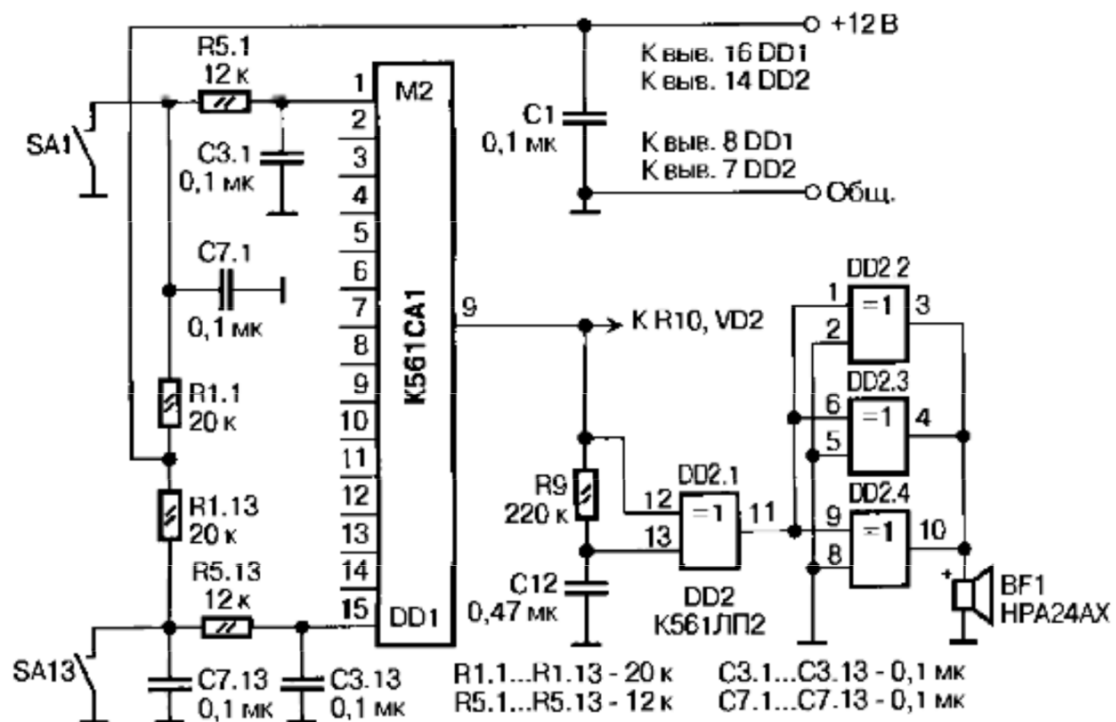 +12 В
К выв. 16 DD1
К выв. 14 DD2
C1
0,1 мк
К выв. 8 DD1
К выв. 7 DD2
Общ.
R5.1
12 к
SA1
C3.1
0,1 мк
C7.1
0,1 мк
R1.1
20 к
R1.13
20 к
R5.13
12 к
SA13
C7.13
0,1 мк
C3.13
0,1 мк
1
2
3
4
5
6
7
8
9
10
11
12
13
14
15
M2
К561СА1
DD1
9
К R10, VD2
R9
220 к
C12
0,47 мк
12
13
DD2.1
=1
11
DD2
К561ЛП2
DD2.2
1
2
=1
3
DD2.3
6
5
=1
4
DD2.4
9
8
=1
10
+
BF1
HPA24AX
R1.1...R1.13 - 20 к
R5.1...R5.13 - 12 к
C3.1...C3.13 - 0,1 мк
C7.1...C7.13 - 0,1 мк